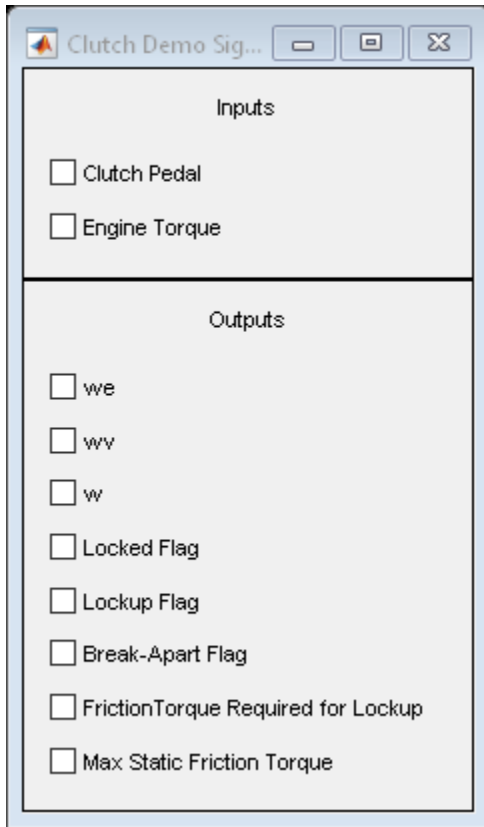 Clutch Demo Sig...
Inputs
Clutch Pedal
Engine Torque
Outputs
we
wv
w
Locked Flag
Lockup Flag
Break-Apart Flag
FrictionTorque Required for Lockup
Max Static Friction Torque